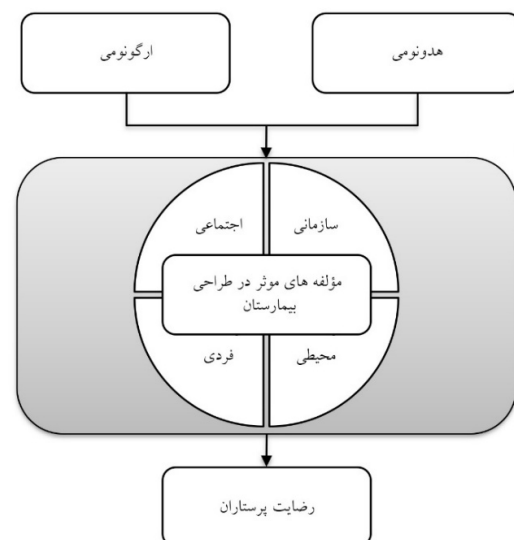 هدونومی
ارگونومی
سازمانی
اجتماعی
مؤلفه های موثر در طراحی
بیمارستان
محیطی
فردی
رضایت پرستاران